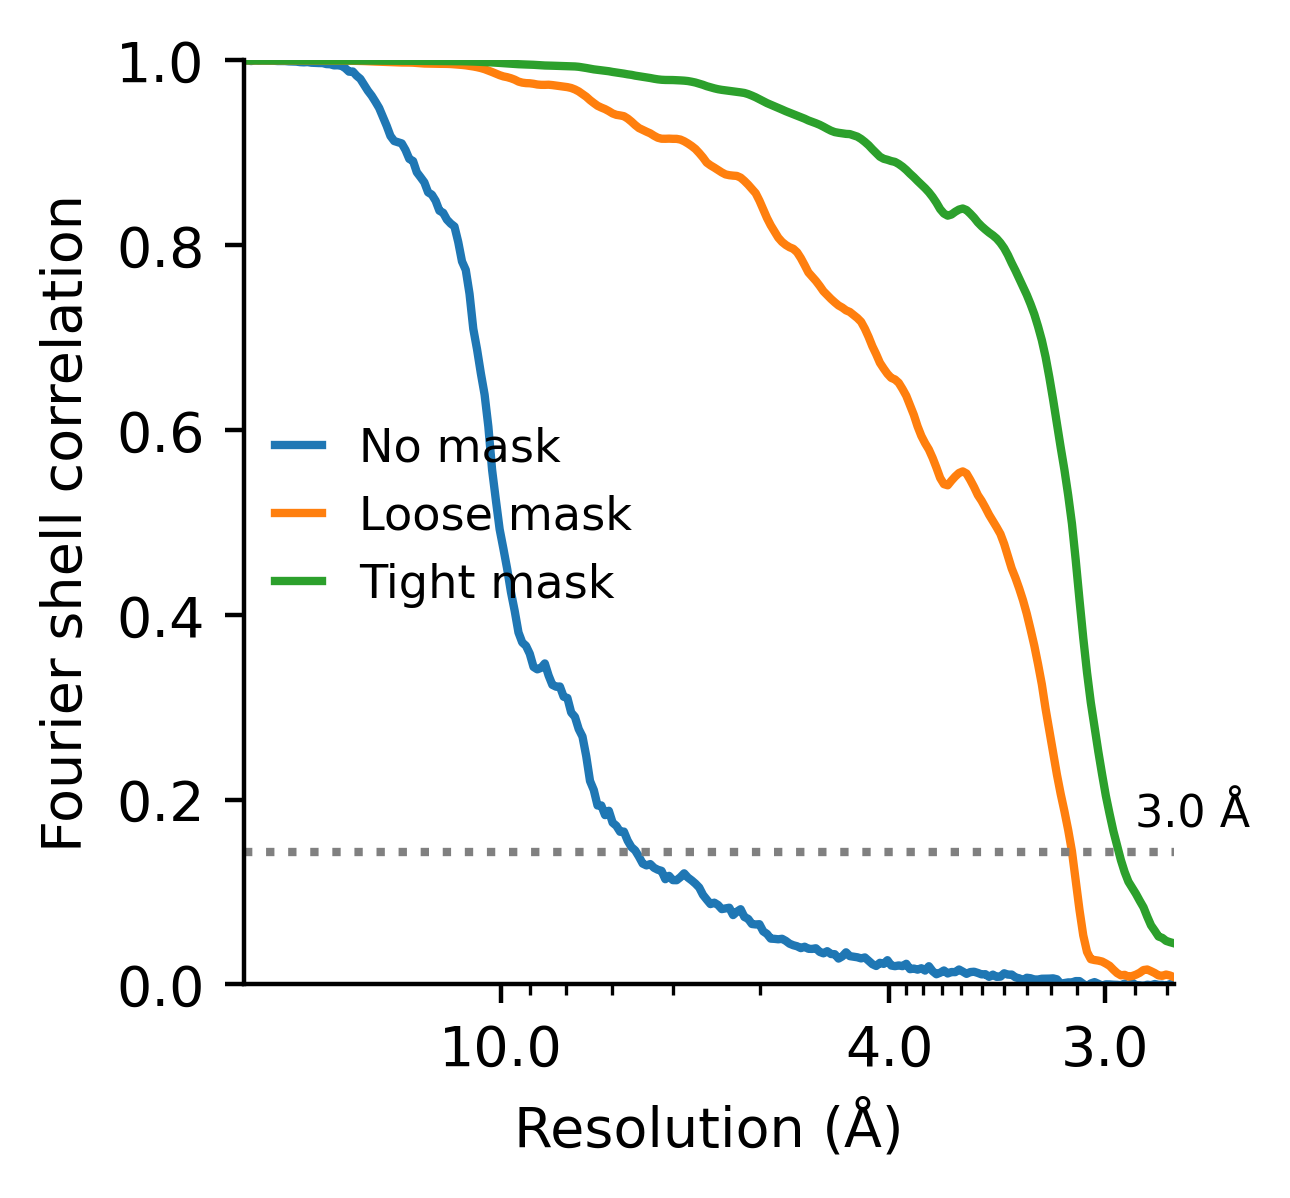 1.0
0.8
0.6
0.4
0.2
0.0
Fourier shell correlation
No mask
Loose mask
Tight mask
3.0 Å
10.0
4.0
3.0
Resolution (Å)